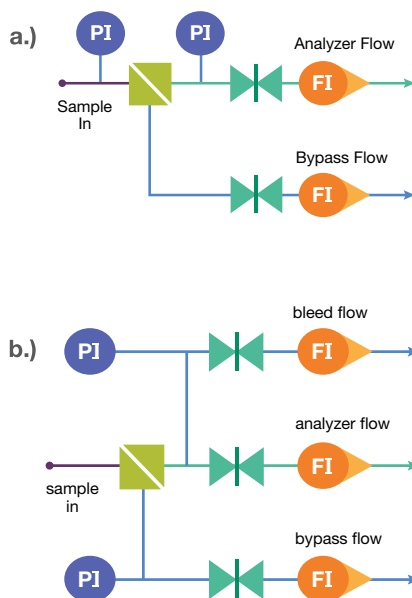 a.)
PI
PI
Analyzer Flow
FI
Sample
In
Bypass Flow
FI
b.)
bleed flow
PI
FI
analyzer flow
FI
sample
in
bypass flow
PI
FI